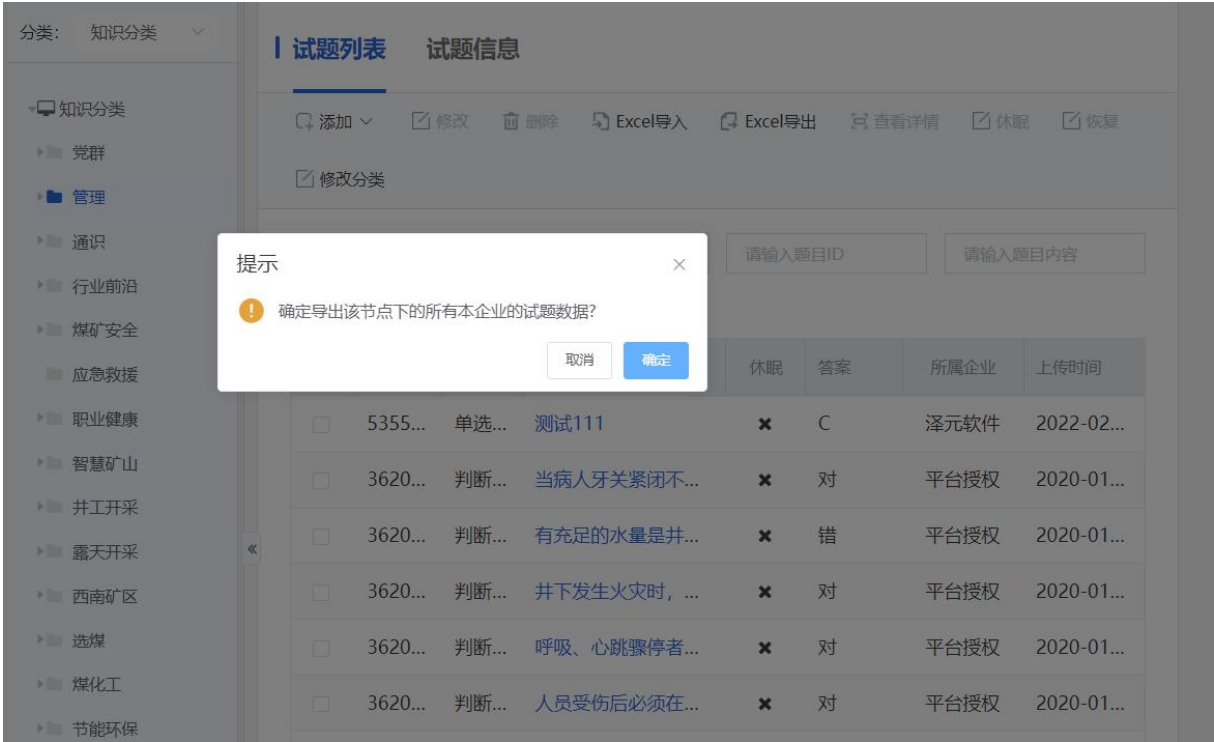 分类： 知识分类
知识分类
党群
管理
通识
行业前沿
煤矿安全
应急救援
职业健康
智慧矿山
井工开采
露天开采
西南矿区
选煤
煤化工
节能环保
试题列表 试题信息
添加 修改 删除 Excel导入 Excel导出 查看详情 休眠 恢复
修改分类
请输入题目ID 请输入题目内容
提示
确定导出该节点下的所有本企业的试题数据?
取消 确定
休眠 答案 所属企业 上传时间
5355... 单选... 测试111 C 泽元软件 2022-02...
3620... 判断... 当病人牙关紧闭不... 对 平台授权 2020-01...
3620... 判断... 有充足的水量是井... 错 平台授权 2020-01...
3620... 判断... 井下发生火灾时，... 对 平台授权 2020-01...
3620... 判断... 呼吸、心跳骤停者... 对 平台授权 2020-01...
3620... 判断... 人员受伤后必须在... 对 平台授权 2020-01...